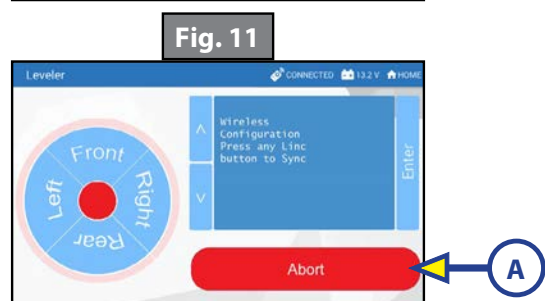 Fig. 11
Leveler
CONNECTED 13.2 V HOME
Front
Left
Right
Rear
^
v
Wireless
Configuration
Press any Linc
button to Sync
Enter
Abort
A